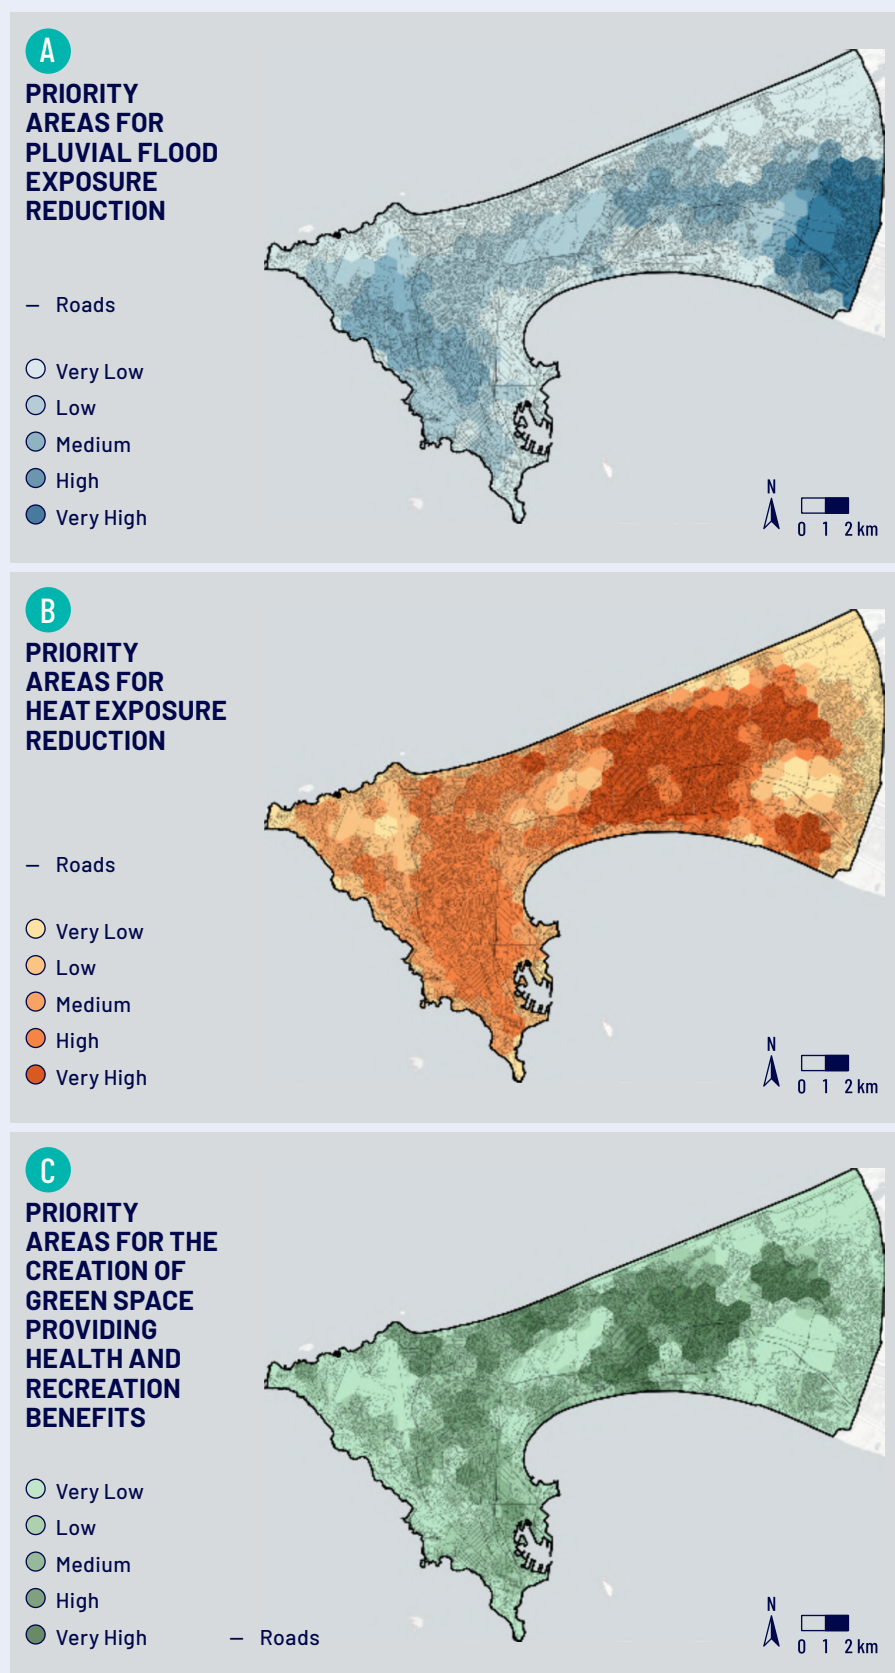 A
PRIORITY
AREAS FOR
PLUVIAL FLOOD
EXPOSURE
REDUCTION
– Roads
Very Low
Low
Medium
High
Very High
N
0 1 2 km
B
PRIORITY
AREAS FOR
HEAT EXPOSURE
REDUCTION
– Roads
Very Low
Low
Medium
High
Very High
N
0 1 2 km
C
PRIORITY
AREAS FOR THE
CREATION OF
GREEN SPACE
PROVIDING
HEALTH AND
RECREATION
BENEFITS
Very Low
Low
Medium
High
Very High – Roads
N
0 1 2 km